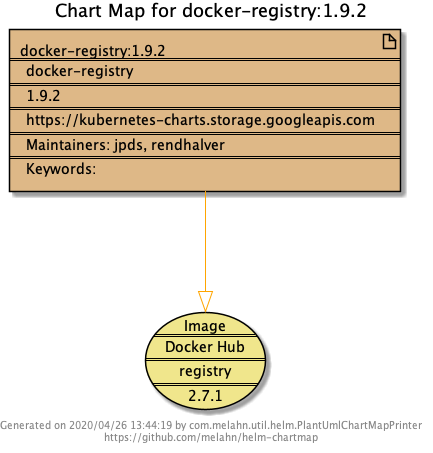 Chart Map for docker-registry:1.9.2
docker-registry:1.9.2
docker-registry
1.9.2
https://kubernetes-charts.storage.googleapis.com
Maintainers: jpds, rendhalver
Keywords:
Image
Docker Hub
registry
2.7.1
Generated on 2020/04/26 13:44:19 by com.melahn.util.helm.PlantUmlChartMapPrinter
https://github.com/melahn/helm-chartmap